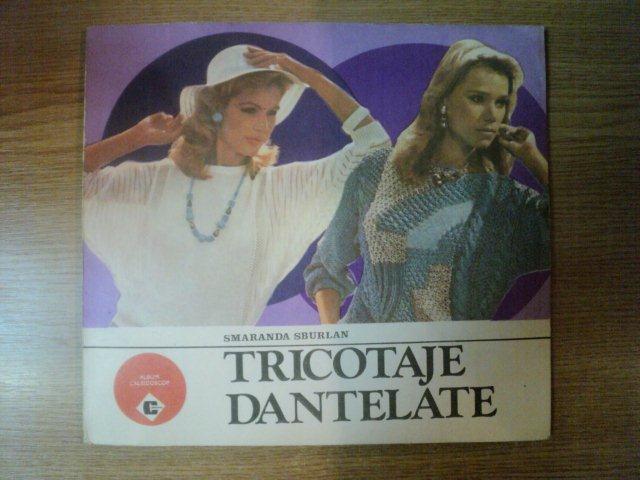 SMARANDA SBURLAN
TRICOTAJE
DANTELATE
ALBUM
CALEIDOSCOP
C